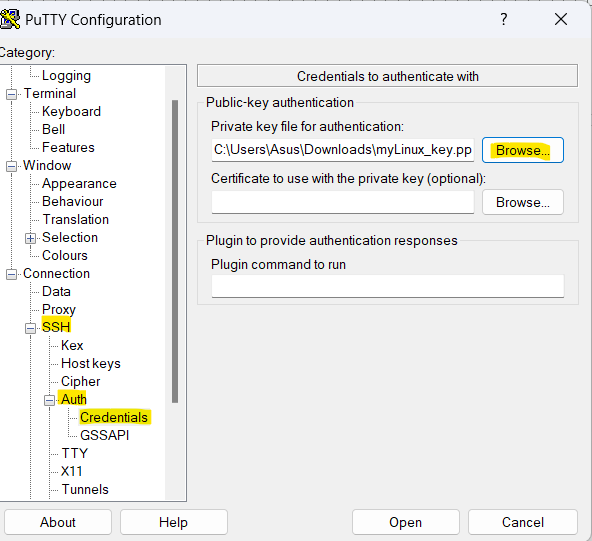 PuTTY Configuration
?
Category:
Logging
Terminal
Keyboard
Bell
Features
Window
Appearance
Behaviour
Translation
Selection
Colours
Connection
Data
Proxy
SSH
Kex
Host keys
Cipher
Auth
Credentials
GSSAPI
TTY
X11
Tunnels
Credentials to authenticate with
Public-key authentication
Private key file for authentication:
C:\Users\Asus\Downloads\myLinux_key.pp
Browse...
Certificate to use with the private key (optional):
Browse...
Plugin to provide authentication responses
Plugin command to run
About
Help
Open
Cancel